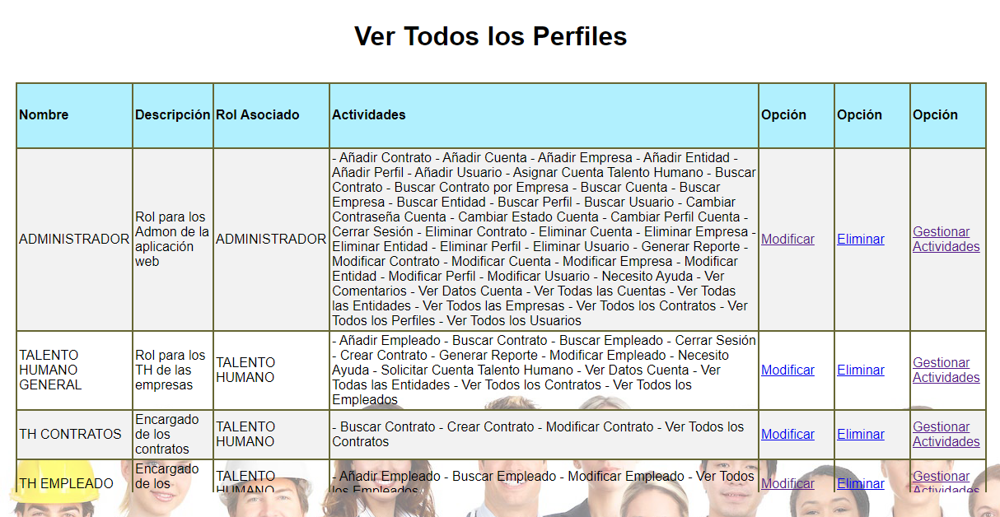 Ver Todos los Perfiles
Nombre Descripción Rol Asociado Actividades Opción Opción Opción
ADMINISTRADOR
Rol para los
Admon de la
aplicación
web
ADMINISTRADOR
- Añadir Contrato - Añadir Cuenta - Añadir Empresa - Añadir Entidad -
Añadir Perfil - Añadir Usuario - Asignar Cuenta Talento Humano - Buscar
Contrato - Buscar Contrato por Empresa - Buscar Cuenta - Buscar
Empresa - Buscar Entidad - Buscar Perfil - Buscar Usuario - Cambiar
Contraseña Cuenta - Cambiar Estado Cuenta - Cambiar Perfil Cuenta -
Cerrar Sesión - Eliminar Contrato - Eliminar Cuenta - Eliminar Empresa -
Eliminar Entidad - Eliminar Perfil - Eliminar Usuario - Generar Reporte -
Modificar Contrato - Modificar Cuenta - Modificar Empresa - Modificar
Entidad - Modificar Perfil - Modificar Usuario - Necesito Ayuda - Ver
Comentarios - Ver Datos Cuenta - Ver Todas las Cuentas - Ver Todas
las Entidades - Ver Todos las Empresas - Ver Todos los Contratos - Ver
Todos los Perfiles - Ver Todos los Usuarios
Modificar
Eliminar
Gestionar
Actividades
TALENTO
HUMANO
GENERAL
Rol para los
TH de las
empresas
TALENTO
HUMANO
- Añadir Empleado - Buscar Contrato - Buscar Empleado - Cerrar Sesión
- Crear Contrato - Generar Reporte - Modificar Empleado - Necesito
Ayuda - Solicitar Cuenta Talento Humano - Ver Datos Cuenta - Ver
Todas las Entidades - Ver Todos los Contratos - Ver Todos los
Empleados
Modificar
Eliminar
Gestionar
Actividades
TH CONTRATOS
Encargado
de los
contratos
TALENTO
HUMANO
- Buscar Contrato - Crear Contrato - Modificar Contrato - Ver Todos los
Contratos
Modificar
Eliminar
Gestionar
Actividades
TH EMPLEADO
Encargado
de los
TALENTO
HUMANO
- Añadir Empleado - Buscar Empleado - Modificar Empleado - Ver Todos
los Empleados
Modificar
Eliminar
Gestionar
Actividades